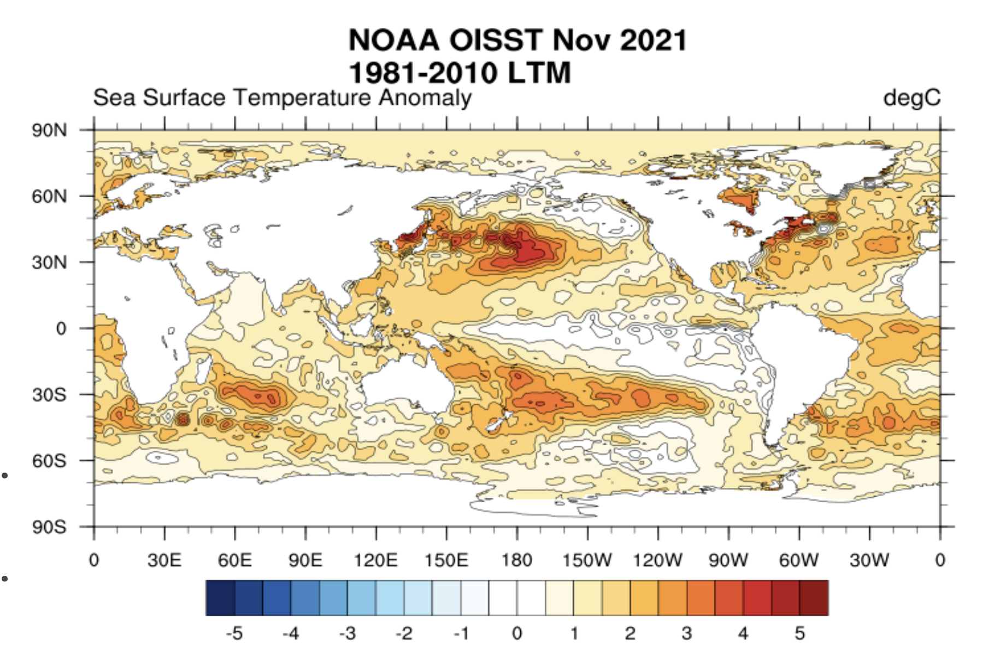 NOAA OISST Nov 2021
1981-2010 LTM
Sea Surface Temperature Anomaly degC
90N
60N
30N
0
30S
60S
90S
0 30E 60E 90E 120E 150E 180 150W 120W 90W 60W 30W 0
-5 -4 -3 -2 -1 0 1 2 3 4 5